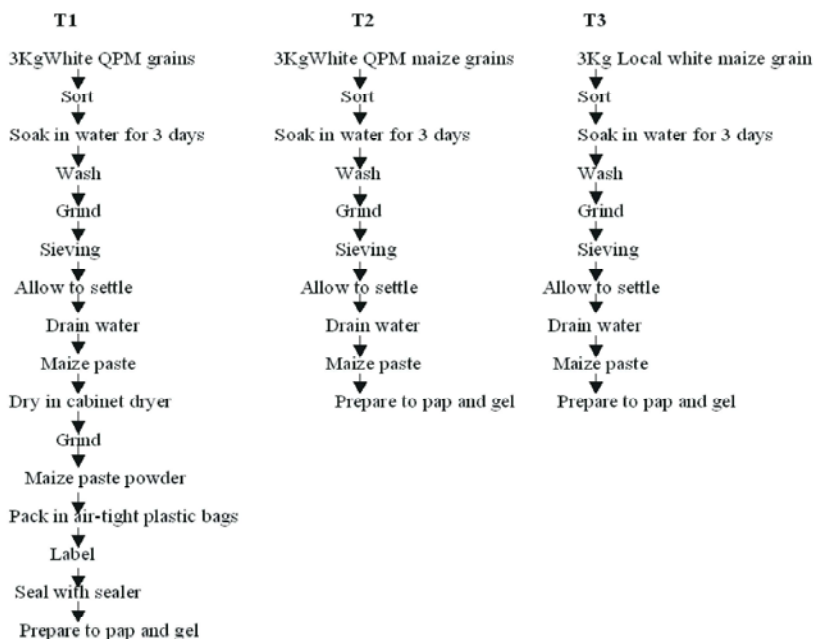 T1
3KgWhite QPM grains
Sort
Soak in water for 3 days
Wash
Grind
Sieving
Allow to settle
Drain water
Maize paste
Dry in cabinet dryer
Grind
Maize paste powder
Pack in air-tight plastic bags
Label
Seal with sealer
Prepare to pap and gel
T2
3KgWhite QPM maize grains
Sort
Soak in water for 3 days
Wash
Grind
Sieving
Allow to settle
Drain water
Maize paste
Prepare to pap and gel
T3
3Kg Local white maize grain
Sort
Soak in water for 3 days
Wash
Grind
Sieving
Allow to settle
Drain water
Maize paste
Prepare to pap and gel